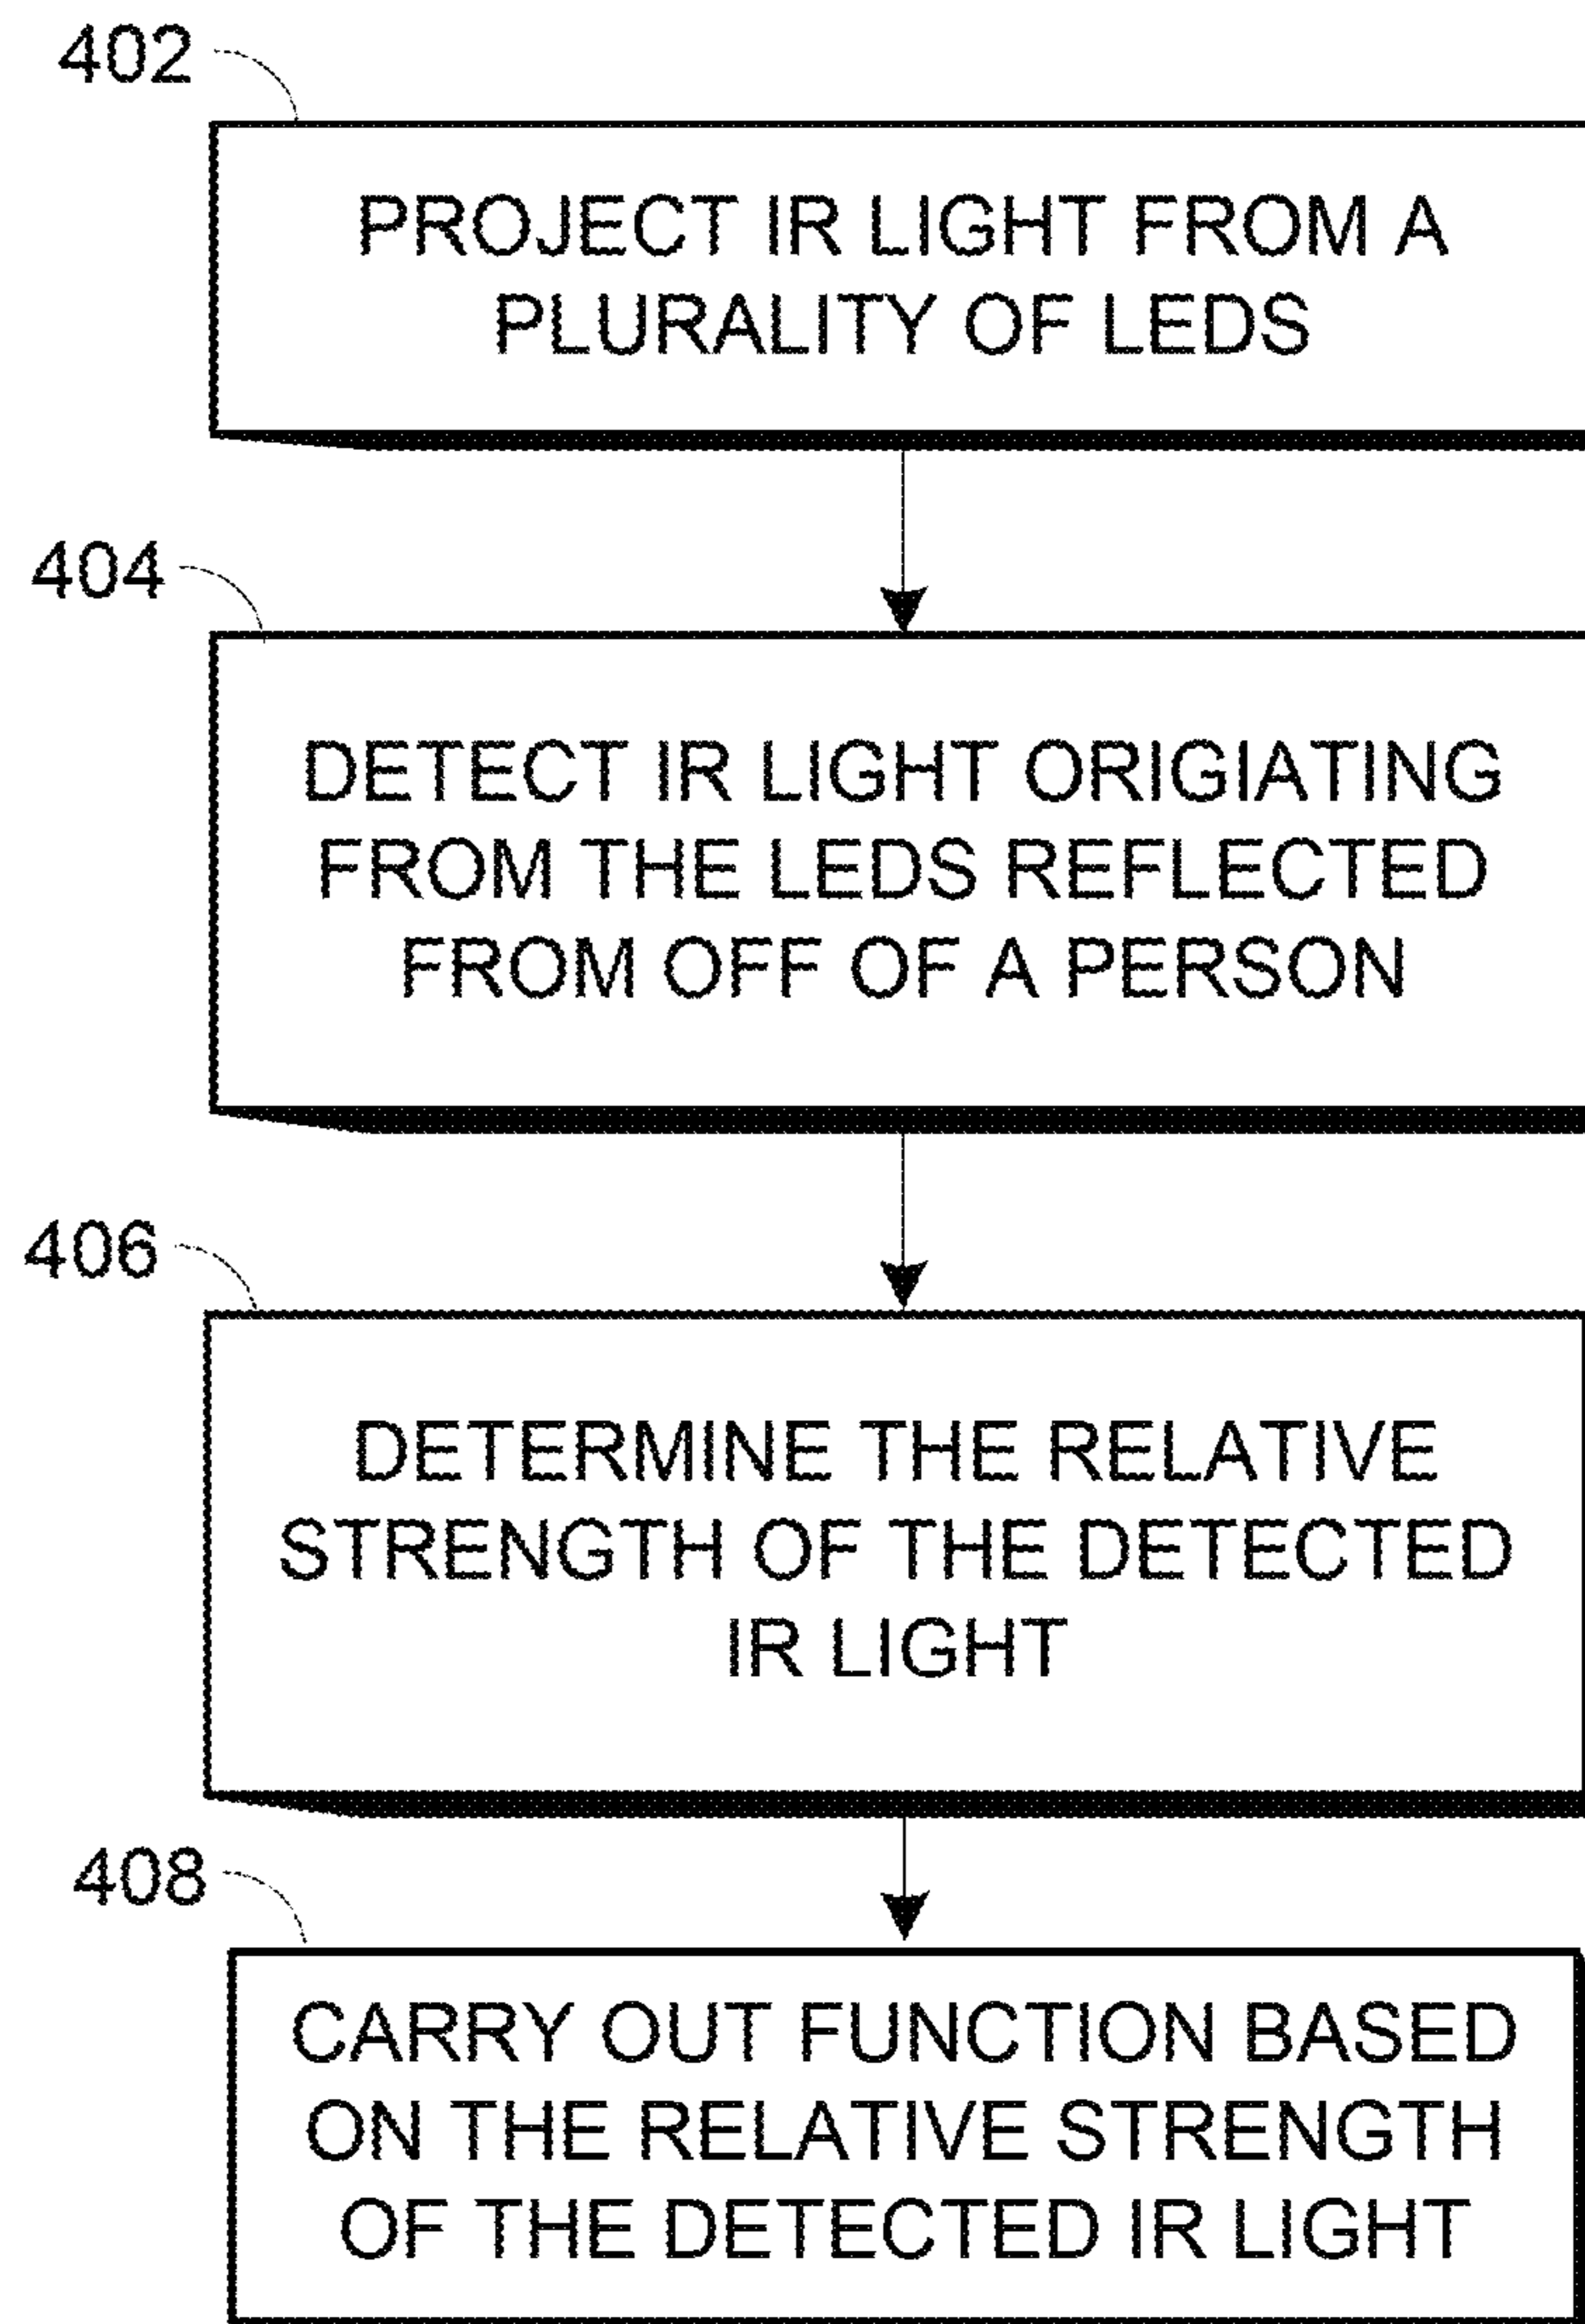 402
PROJECT IR LIGHT FROM A
PLURALITY OF LEDS
404
DETECT IR LIGHT ORIGIATING
FROM THE LEDS REFLECTED
FROM OFF OF A PERSON
406
DETERMINE THE RELATIVE
STRENGTH OF THE DETECTED
IR LIGHT
408
CARRY OUT FUNCTION BASED
ON THE RELATIVE STRENGTH
OF THE DETECTED IR LIGHT